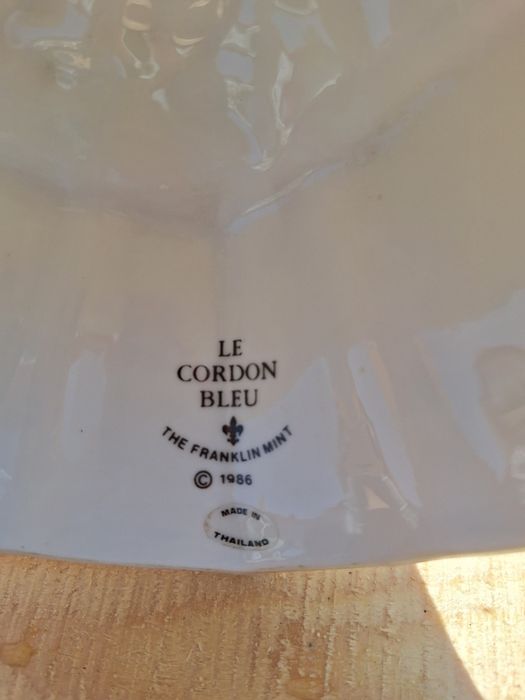 LE
CORDON
BLEU
THE FRANKLIN MINT
© 1986
MADE IN
THAILAND